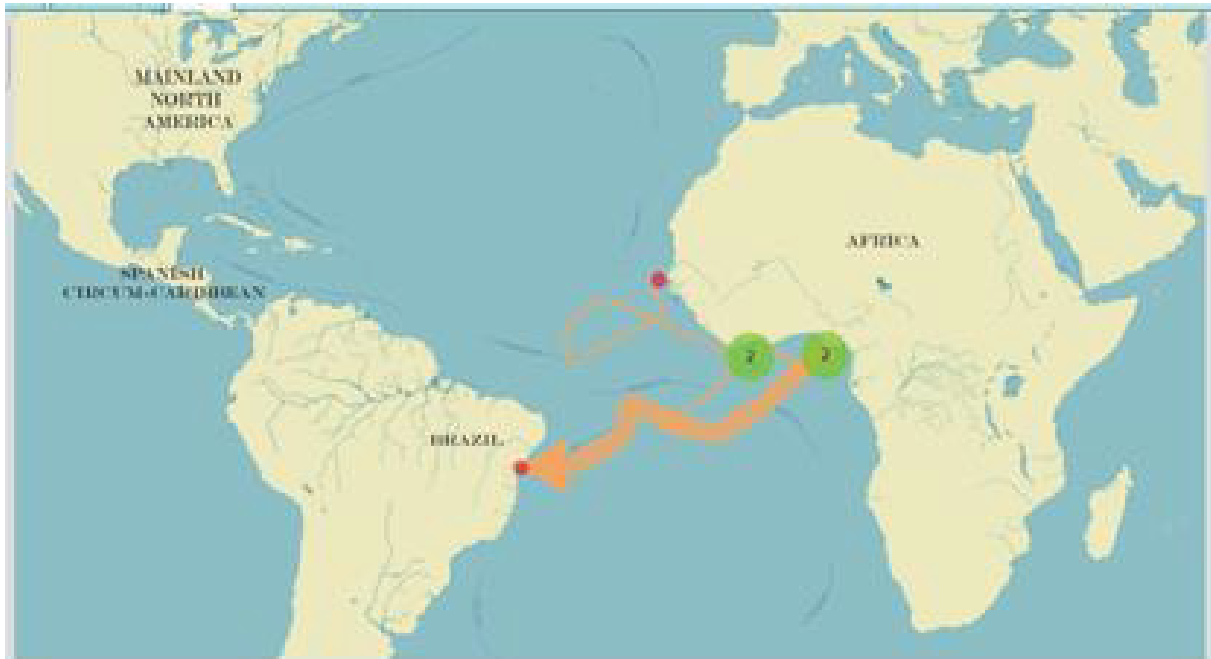 MAINLAND
NORTH
AMERICA
AFRICA
SPANISH
CIRCUM-CARIBBEAN
2
2
BRAZIL